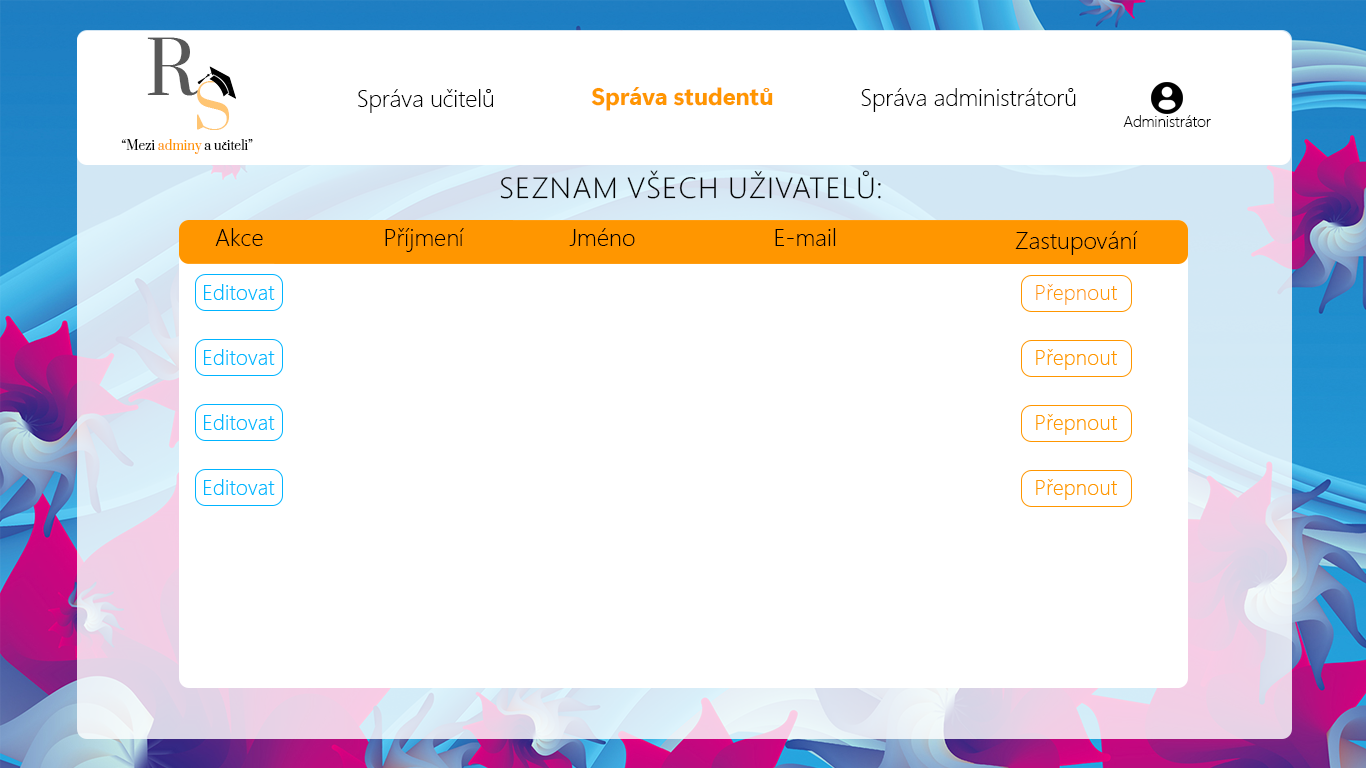 RS
“Mezi adminy a učiteli”
Správa učitelů
Správa studentů
Správa administrátorů
Administrátor
SEZNAM VŠECH UŽIVATELŮ:
Akce Příjmení Jméno E-mail Zastupování
Editovat Přepnout
Editovat Přepnout
Editovat Přepnout
Editovat Přepnout